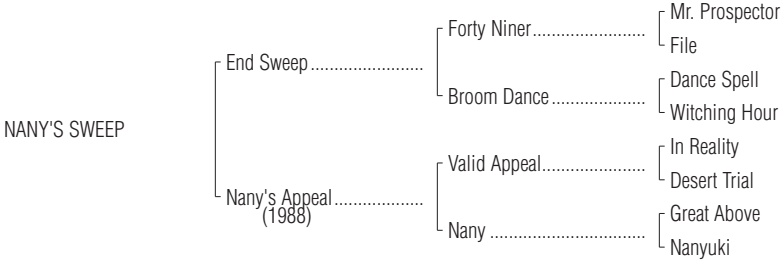 Mr. Prospector
Forty Niner........................
File
End Sweep........................
Dance Spell
Broom Dance....................
Witching Hour
NANY'S SWEEP
In Reality
Valid Appeal......................
Desert Trial
Nany's Appeal...................
(1988)
Great Above
Nany .................................
Nanyuki